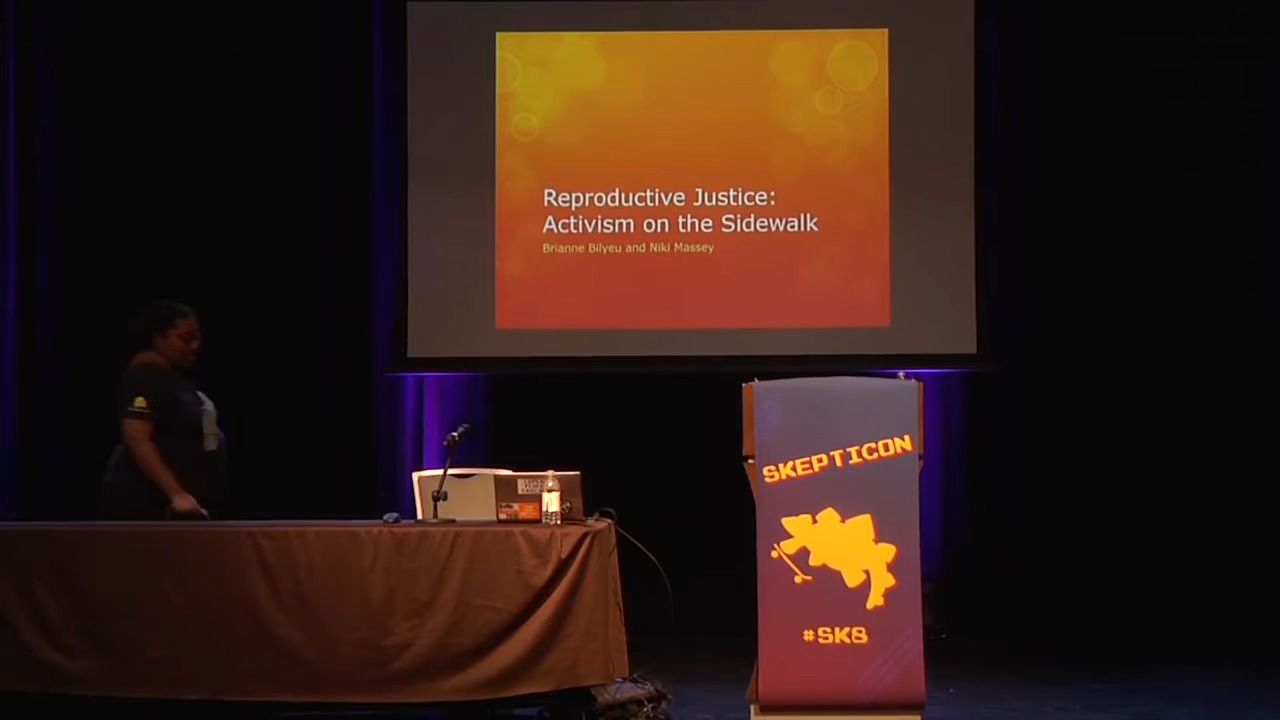 Reproductive Justice:
Activism on the Sidewalk
Brianne Bilyeu and Niki Massey
SKEPTICON
#SK8